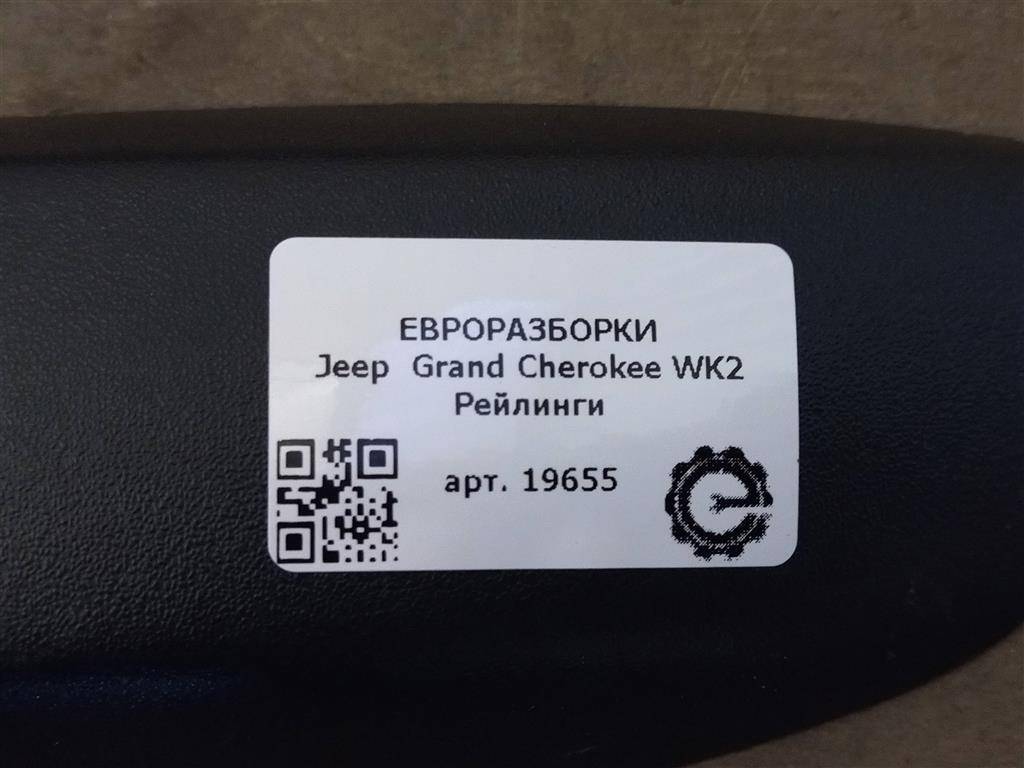 ЕВРОРАЗБОРКИ
Jeep Grand Cherokee WK2
Рейлинги
арт. 19655